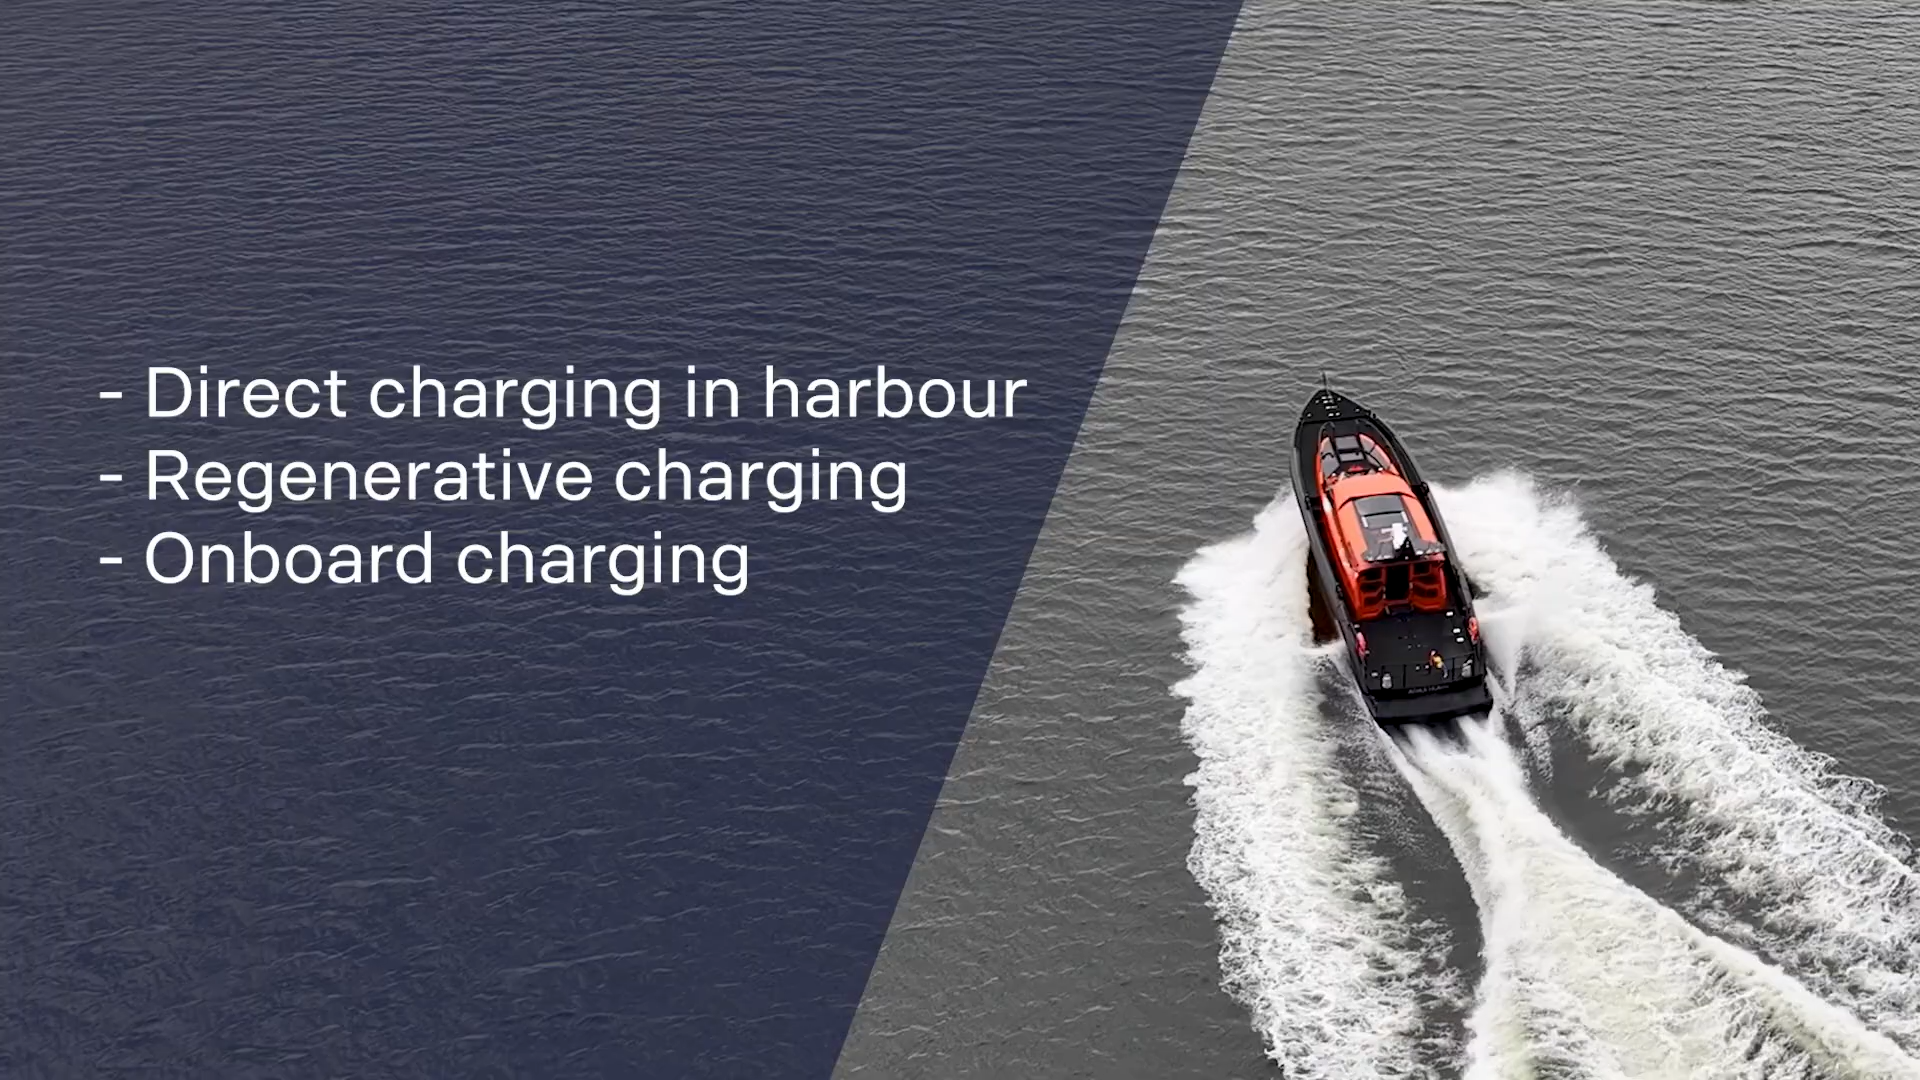 - Direct charging in harbour
- Regenerative charging
- Onboard charging